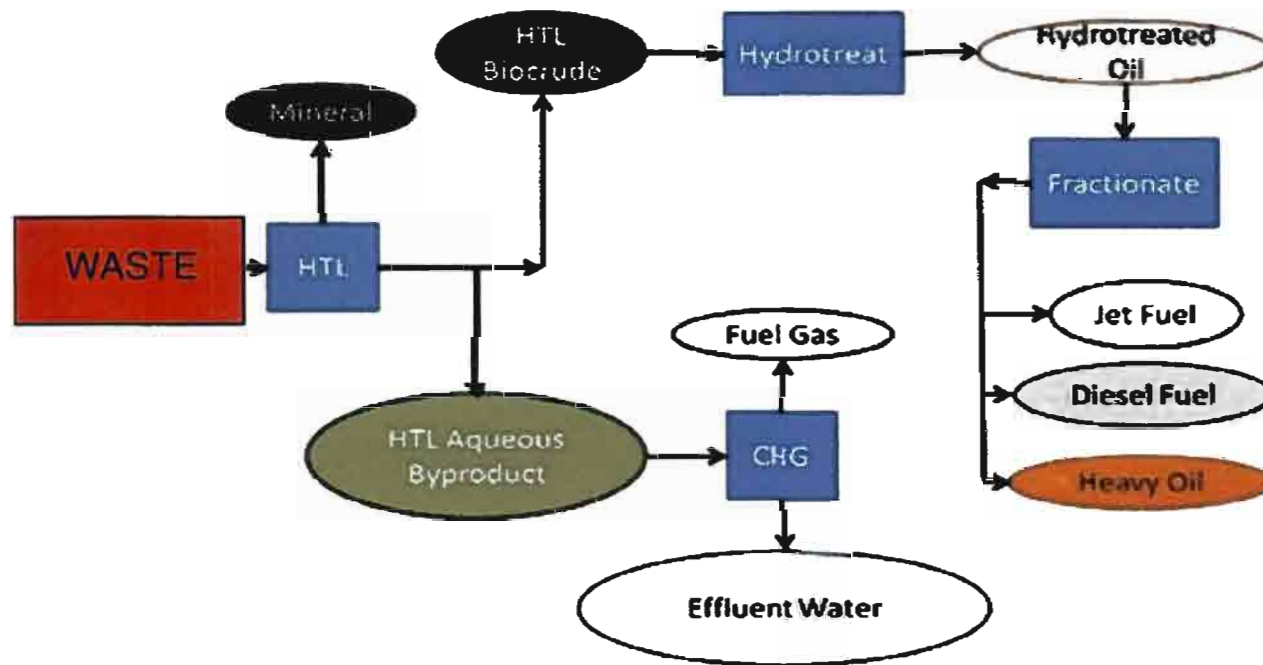 HTL
Biocrude
Hydrotreat
Hydrotreated
Oil
Mineral
Fractionate
WASTE
HTL
Jet Fuel
Fuel Gas
Diesel Fuel
HTL Aqueous
Byproduct
CHG
Heavy Oil
Effluent Water